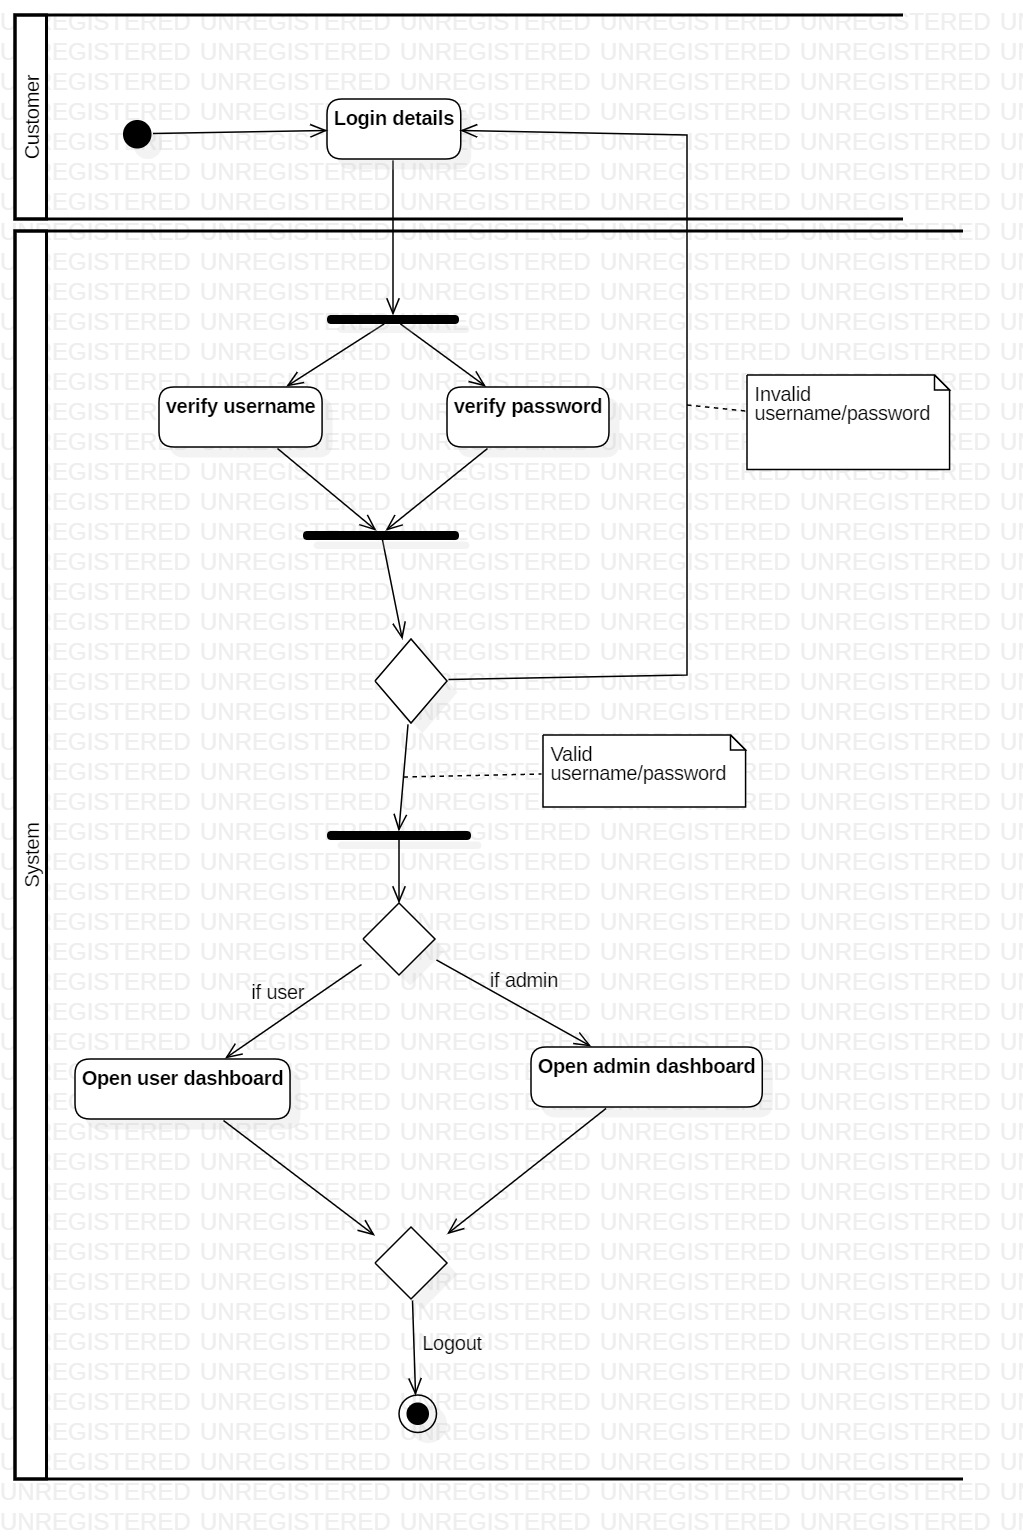 Customer
Login details
System
verify username
verify password
Invalid
username/password
Valid
username/password
if user
if admin
Open user dashboard
Open admin dashboard
Logout
UNREGISTERED